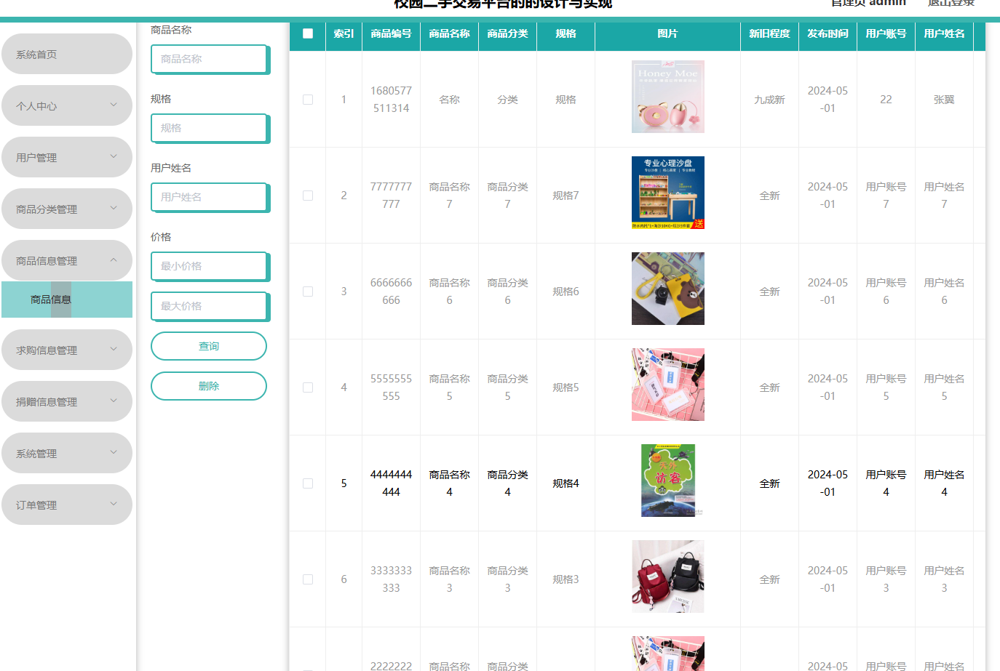 校园二手交易平台的的设计与实现
管理员 admin
退出登录
系统首页
个人中心
用户管理
商品分类管理
商品信息管理
商品信息
求购信息管理
捐赠信息管理
系统管理
订单管理
商品名称
商品名称
规格
规格
用户姓名
用户姓名
价格
最小价格
最大价格
查询
删除
索引 商品编号 商品名称 商品分类 规格 图片 新旧程度 发布时间 用户账号 用户姓名
1 1680577511314 名称 分类 规格 九成新 2024-05-01 22 张翼
Honey Moe
2 7777777777 商品名称7 商品分类7 规格7 全新 2024-05-01 用户账号7 用户姓名7
专业心理沙盘
送
3 6666666666 商品名称6 商品分类6 规格6 全新 2024-05-01 用户账号6 用户姓名6
4 5555555555 商品名称5 商品分类5 规格5 全新 2024-05-01 用户账号5 用户姓名5
5 4444444444 商品名称4 商品分类4 规格4 全新 2024-05-01 用户账号4 用户姓名4
天外
访客
6 3333333333 商品名称3 商品分类3 规格3 全新 2024-05-01 用户账号3 用户姓名3
2222222 商品名称 商品分类 2024-05 用户账号 用户姓名